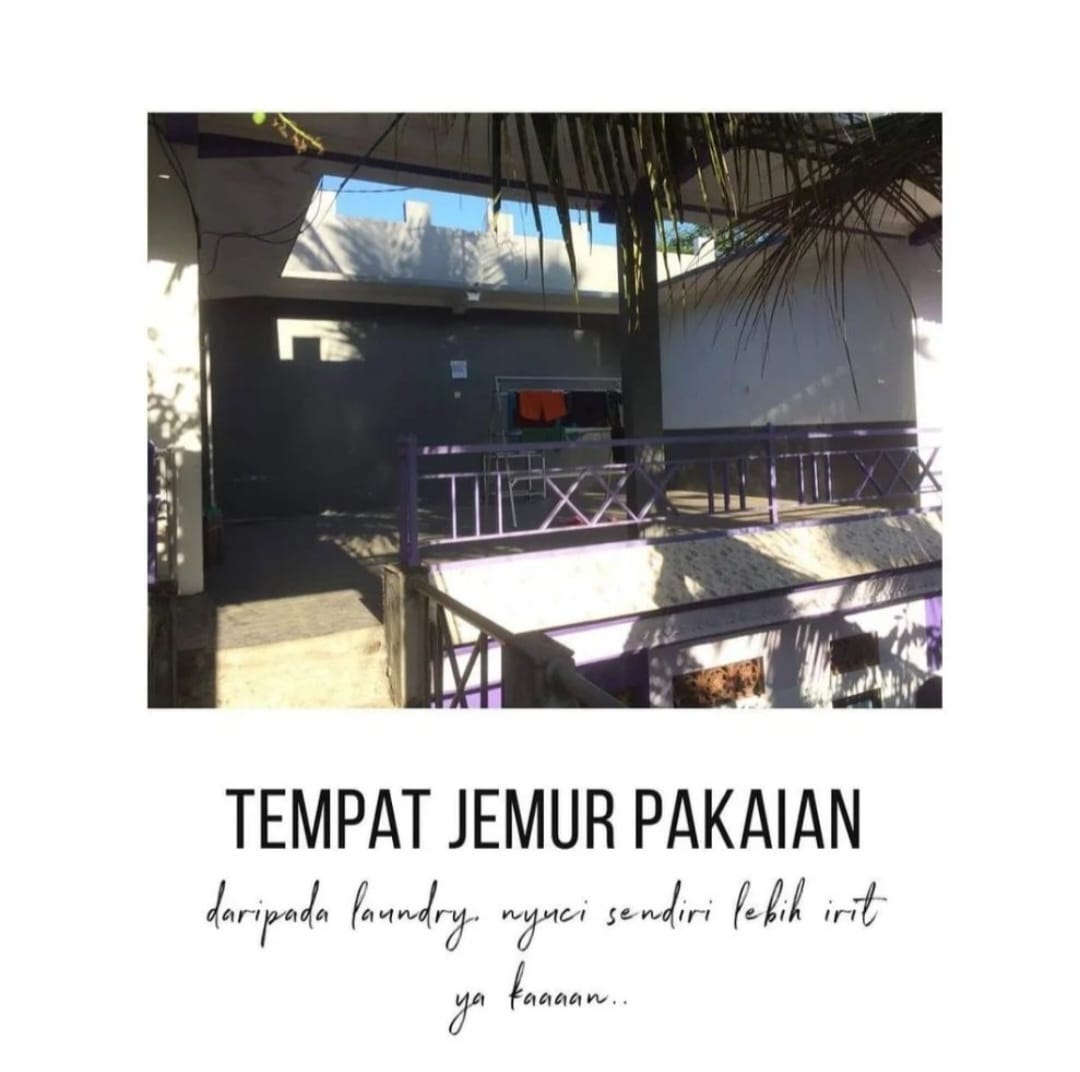 TEMPAT JEMUR PAKAIAN
daripada laundry, nyuci sendiri lebih irit
ya kaaaan..